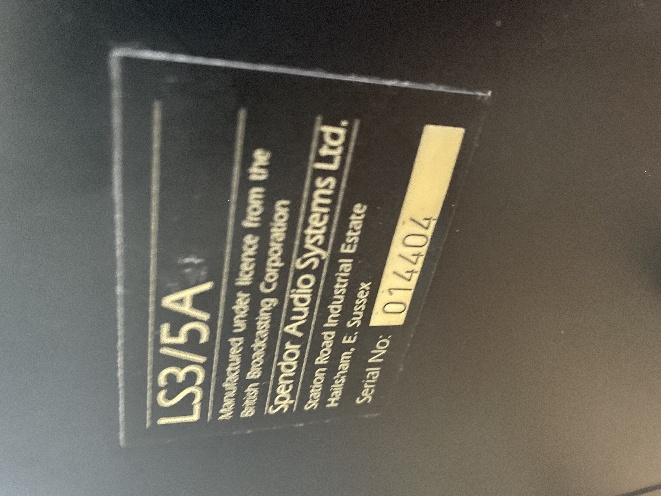 LS3/5A
Manufactured under licence from the
British Broadcasting Corporation
Spendor Audio Systems Ltd.
Station Road Industrial Estate
Hailsham, E. Sussex
Serial No: 014404